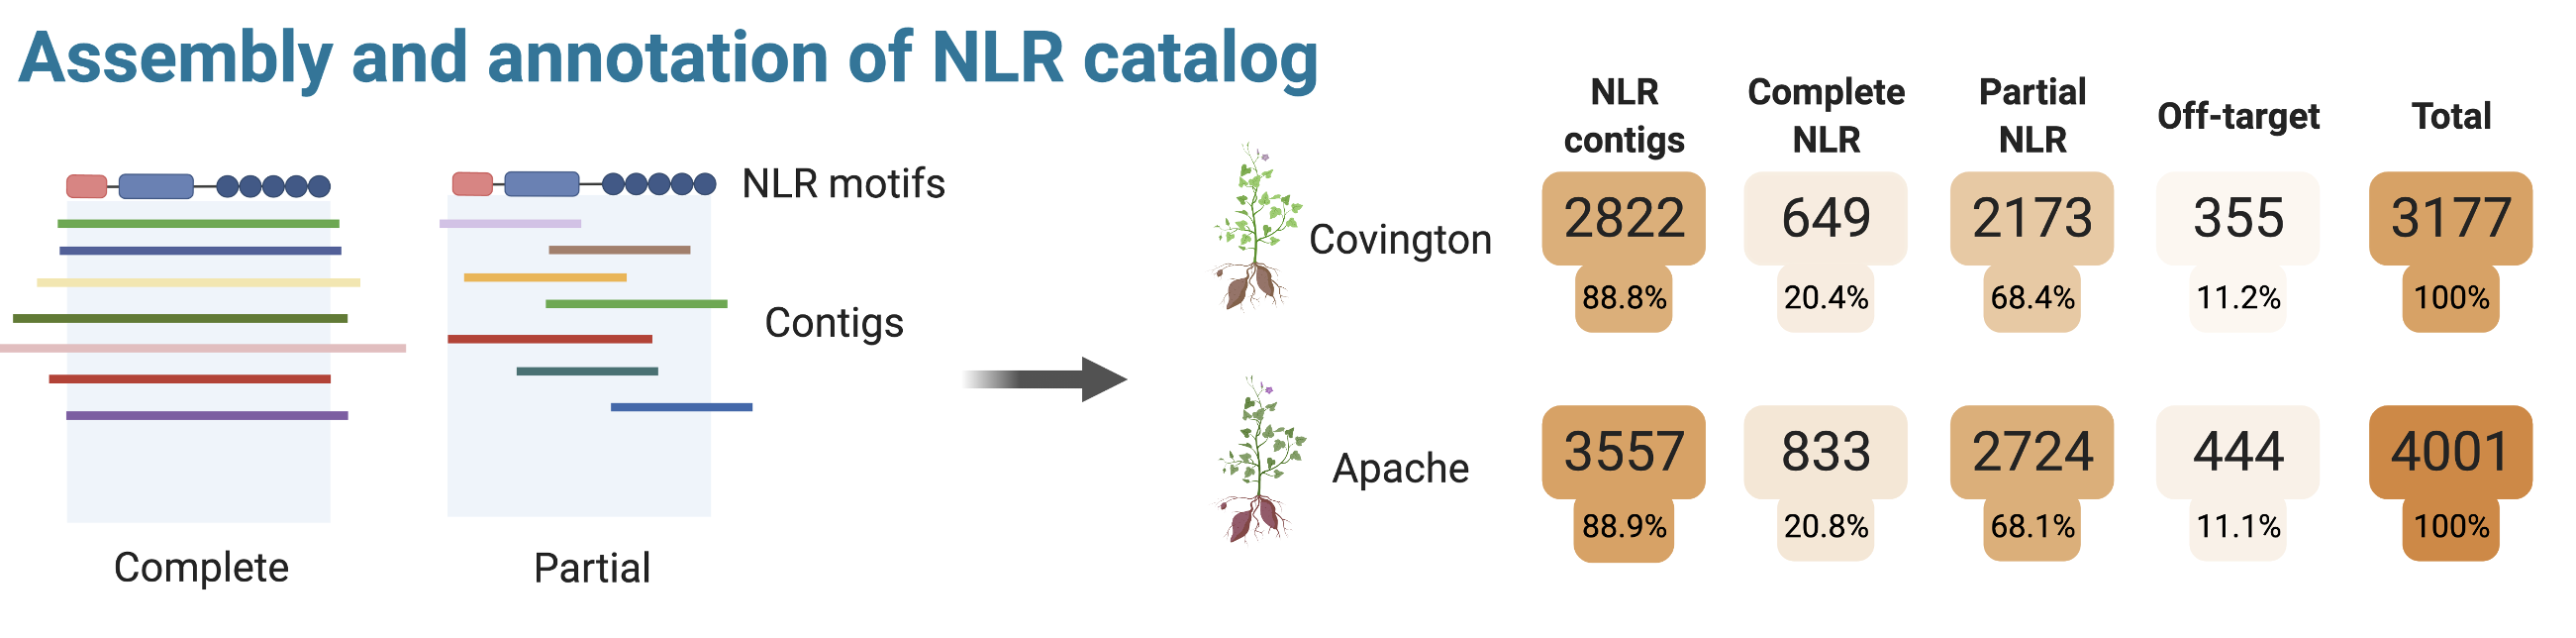 Assembly and annotation of NLR catalog
NLR motifs
Contigs
Complete
Partial
NLR
contigs
Complete
NLR
Partial
NLR
Off-target
Total
Covington
2822
649
2173
355
3177
88.8%
20.4%
68.4%
11.2%
100%
Apache
3557
833
2724
444
4001
88.9%
20.8%
68.1%
11.1%
100%